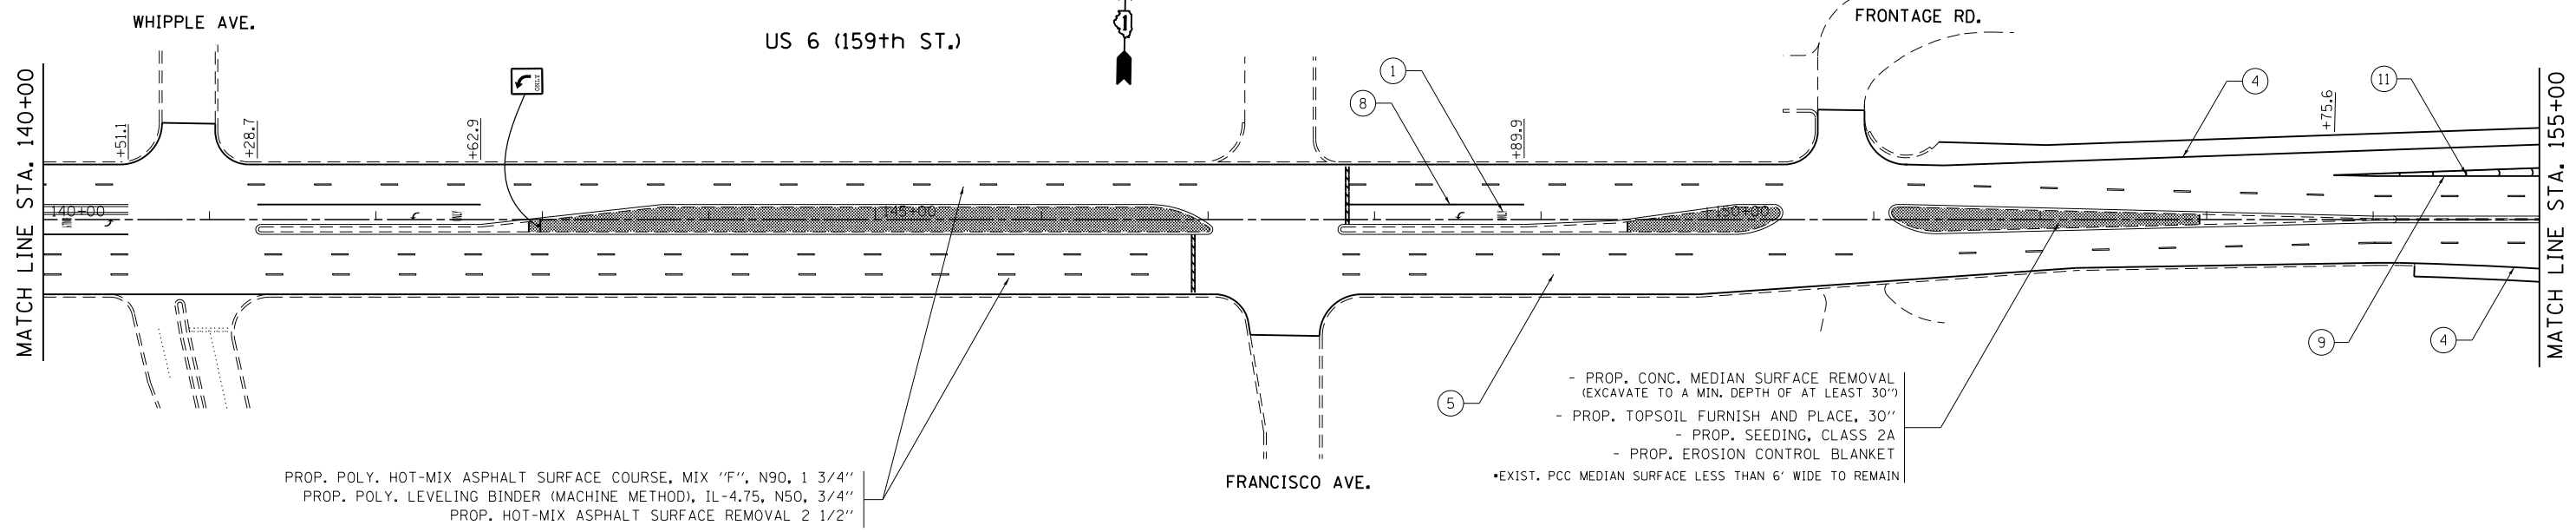 WHIPPLE AVE.
US 6 (159th ST.)
1
FRONTAGE RD.
MATCH LINE STA. 140+00
+51.1
+28.7
+62.9
ONLY
1
8
+89.9
4
+75.6
11
MATCH LINE STA. 155+00
140+00
145+00
150+00
5
9
4
- PROP. CONC. MEDIAN SURFACE REMOVAL
(EXCAVATE TO A MIN. DEPTH OF AT LEAST 30")
- PROP. TOPSOIL FURNISH AND PLACE, 30"
- PROP. SEEDING, CLASS 2A
- PROP. EROSION CONTROL BLANKET
*EXIST. PCC MEDIAN SURFACE LESS THAN 6' WIDE TO REMAIN
FRANCISCO AVE.
PROP. POLY. HOT-MIX ASPHALT SURFACE COURSE, MIX "F", N90, 1 3/4"
PROP. POLY. LEVELING BINDER (MACHINE METHOD), IL-4.75, N50, 3/4"
PROP. HOT-MIX ASPHALT SURFACE REMOVAL 2 1/2"